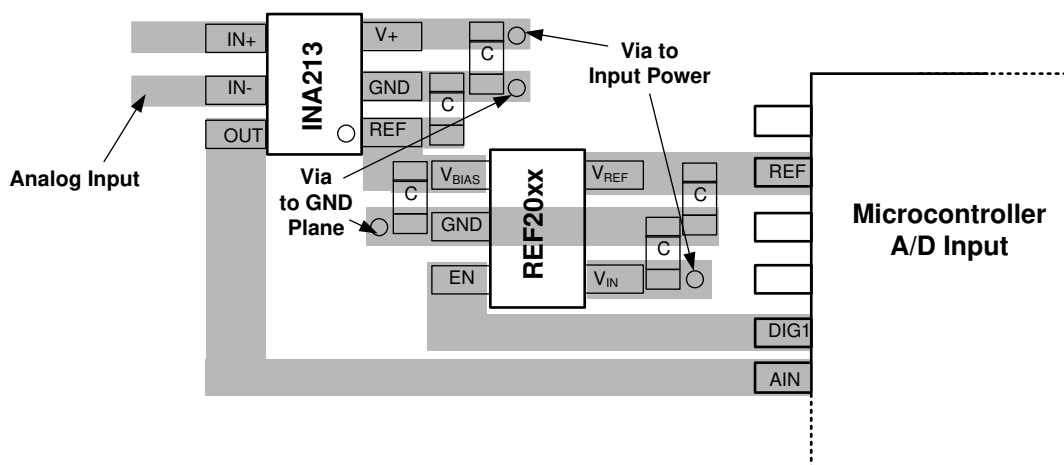 IN+
V+
C
IN-
GND
C
OUT
REF
INA213
Via to
Input Power
Analog Input
Via
to GND
Plane
VBIAS
VREF
C
C
GND
C
EN
VIN
REF20xx
REF
DIG1
AIN
Microcontroller
A/D Input